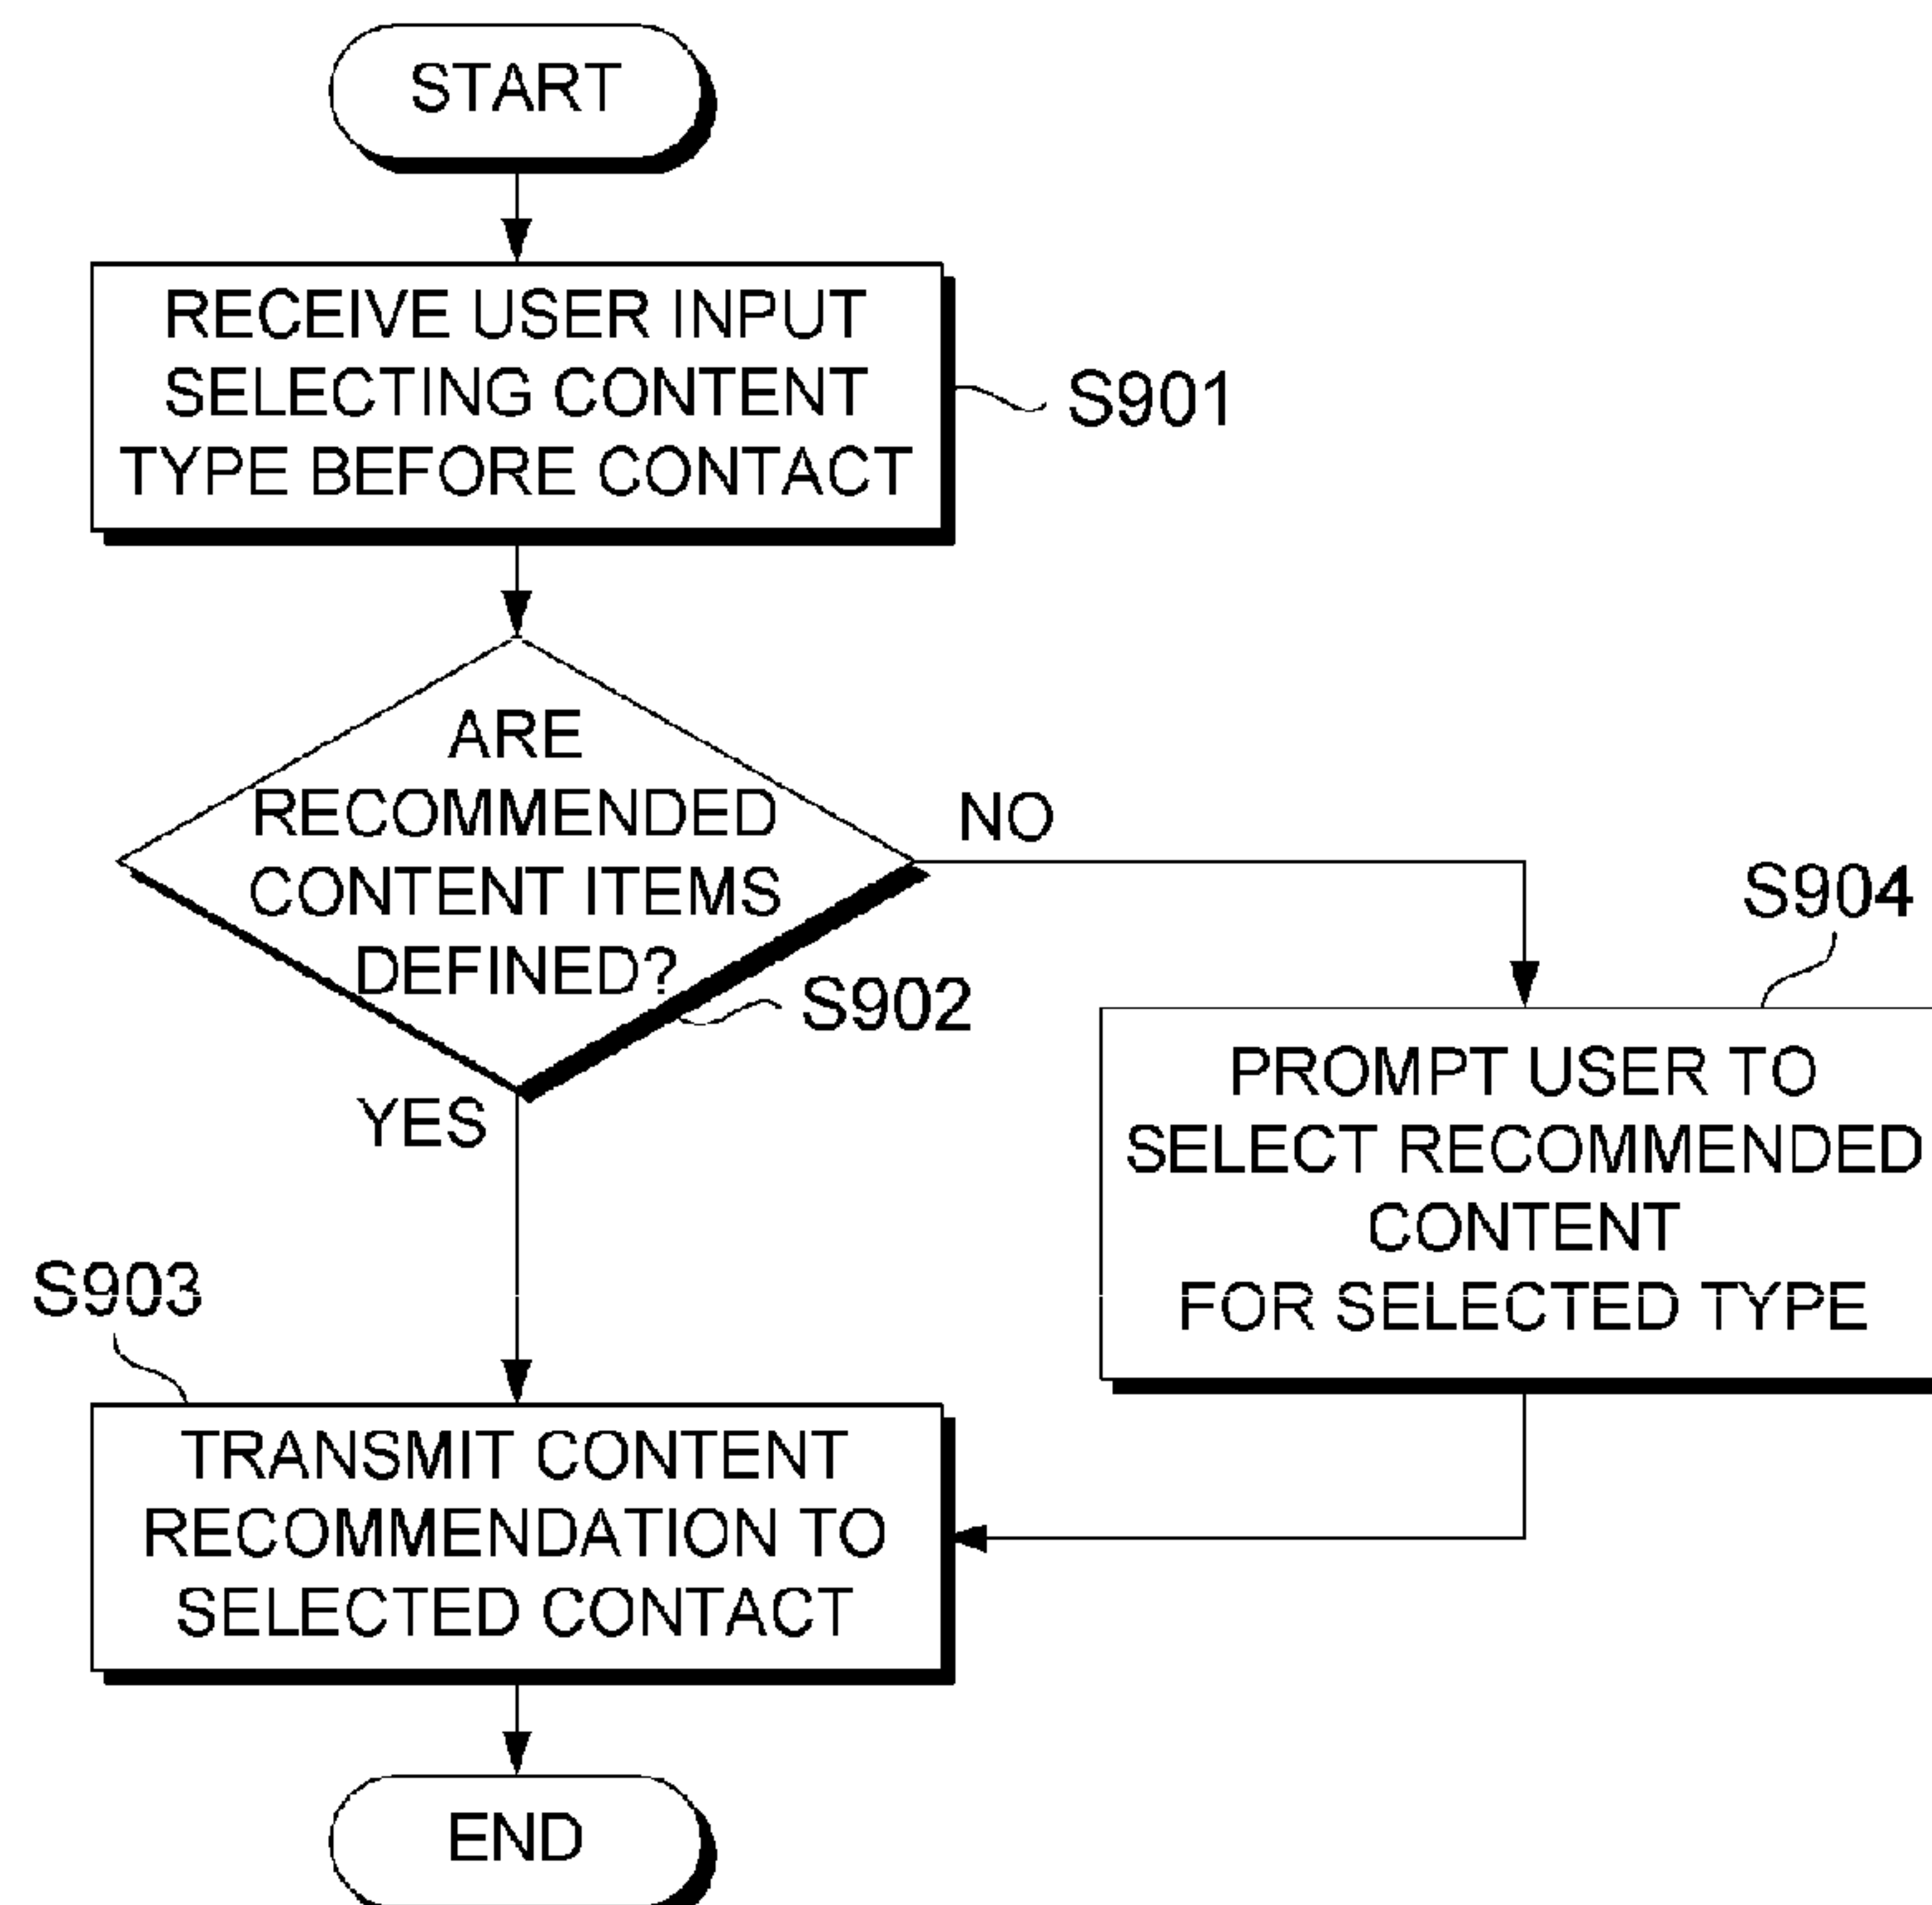 START
RECEIVE USER INPUT
SELECTING CONTENT
TYPE BEFORE CONTACT
S901
ARE
RECOMMENDED
CONTENT ITEMS
DEFINED?
S902
NO
YES
S904
PROMPT USER TO
SELECT RECOMMENDED
CONTENT
FOR SELECTED TYPE
S903
TRANSMIT CONTENT
RECOMMENDATION TO
SELECTED CONTACT
END